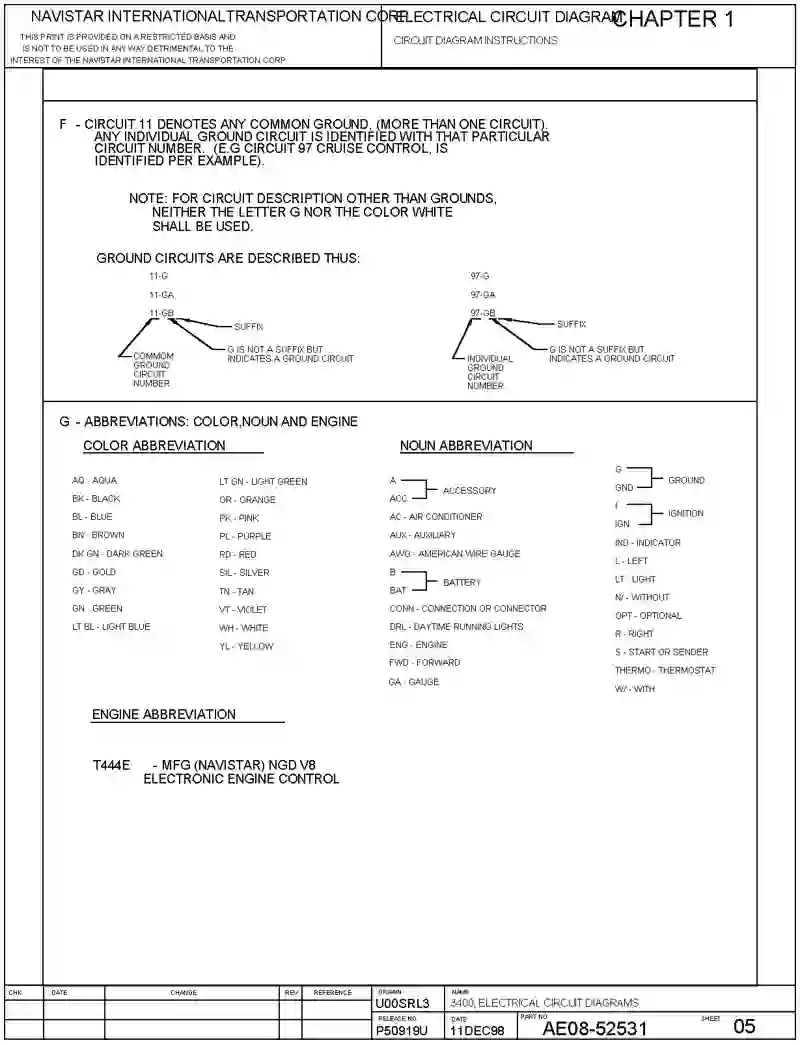 NAVISTAR INTERNATIONALTRANSPORTATION CORP.
THIS PRINT IS PROVIDED ON A RESTRICTED BASIS AND
IS NOT TO BE USED IN ANY WAY DETRIMENTAL TO THE
INTEREST OF THE NAVISTAR INTERNATIONAL TRANSPORTATION CORP
ELECTRICAL CIRCUIT DIAGRAM
CHAPTER 1
CIRCUIT DIAGRAM INSTRUCTIONS
F - CIRCUIT 11 DENOTES ANY COMMON GROUND, (MORE THAN ONE CIRCUIT).
ANY INDIVIDUAL GROUND CIRCUIT IS IDENTIFIED WITH THAT PARTICULAR
CIRCUIT NUMBER. (E.G CIRCUIT 97 CRUISE CONTROL, IS
IDENTIFIED PER EXAMPLE).
NOTE: FOR CIRCUIT DESCRIPTION OTHER THAN GROUNDS,
NEITHER THE LETTER G NOR THE COLOR WHITE
SHALL BE USED.
GROUND CIRCUITS ARE DESCRIBED THUS:
11-G
11-GA
11-GB
SUFFIX
G IS NOT A SUFFIX BUT
INDICATES A GROUND CIRCUIT
COMMOM
GROUND
CIRCUIT
NUMBER
97-G
97-GA
97-GB
SUFFIX
G IS NOT A SUFFIX BUT
INDICATES A GROUND CIRCUIT
INDIVIDUAL
GROUND
CIRCUIT
NUMBER
G - ABBREVIATIONS: COLOR,NOUN AND ENGINE
COLOR ABBREVIATION
AQ - AQUA
BK - BLACK
BL - BLUE
BN - BROWN
DK GN - DARK GREEN
GD - GOLD
GY - GRAY
GN - GREEN
LT BL - LIGHT BLUE
LT GN - LIGHT GREEN
OR - ORANGE
PK - PINK
PL - PURPLE
RD - RED
SIL - SILVER
TN - TAN
VT - VIOLET
WH - WHITE
YL - YELLOW
NOUN ABBREVIATION
A
ACC
ACCESSORY
AC - AIR CONDITIONER
AUX - AUXILIARY
AWG - AMERICAN WIRE GAUGE
B
BAT
BATTERY
CONN - CONNECTION OR CONNECTOR
DRL - DAYTIME RUNNING LIGHTS
ENG - ENGINE
FWD - FORWARD
GA - GAUGE
G
GND
GROUND
I
IGN
IGNITION
IND - INDICATOR
L - LEFT
LT LIGHT
N/ - WITHOUT
OPT - OPTIONAL
R - RIGHT
S - START OR SENDER
THERMO - THERMOSTAT
W/ - WITH
ENGINE ABBREVIATION
T444E - MFG (NAVISTAR) NGD V8
ELECTRONIC ENGINE CONTROL
CHK DATE CHANGE REV REFERENCE
DRAWN
U00SRL3
NAME
3400, ELECTRICAL CIRCUIT DIAGRAMS
RELEASE NO.
P50919U
DATE
11DEC98
PART NO.
AE08-52531
SHEET 05